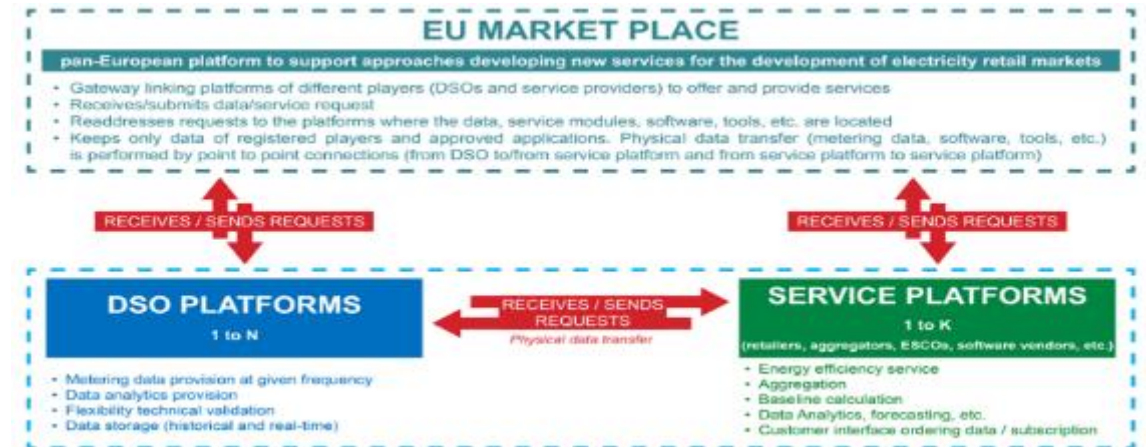 EU MARKET PLACE
pan-European platform to support approaches developing new services for the development of electricity retail markets
• Gateway linking platforms of different players (DSOs and service providers) to offer and provide services
• Receives/submits data/service request
• Readdresses requests to the platforms where the data, service modules, software, tools, etc. are located
• Keeps only data of registered players and approved applications. Physical data transfer (metering data, software, tools, etc.)
is performed by point to point connections (from DSO to/from service platform and from service platform to service platform)
RECEIVES / SENDS REQUESTS
RECEIVES / SENDS REQUESTS
DSO PLATFORMS
1 to N
• Metering data provision at given frequency
• Data analytics provision
• Flexibility technical validation
• Data storage (historical and real-time)
RECEIVES / SENDS
REQUESTS
Physical data transfer
SERVICE PLATFORMS
1 to K
(retailers, aggregators, ESCOs, software vendors, etc.)
• Energy efficiency service
• Aggregation
• Baseline calculation
• Data Analytics, forecasting, etc.
• Customer interface ordering data / subscription